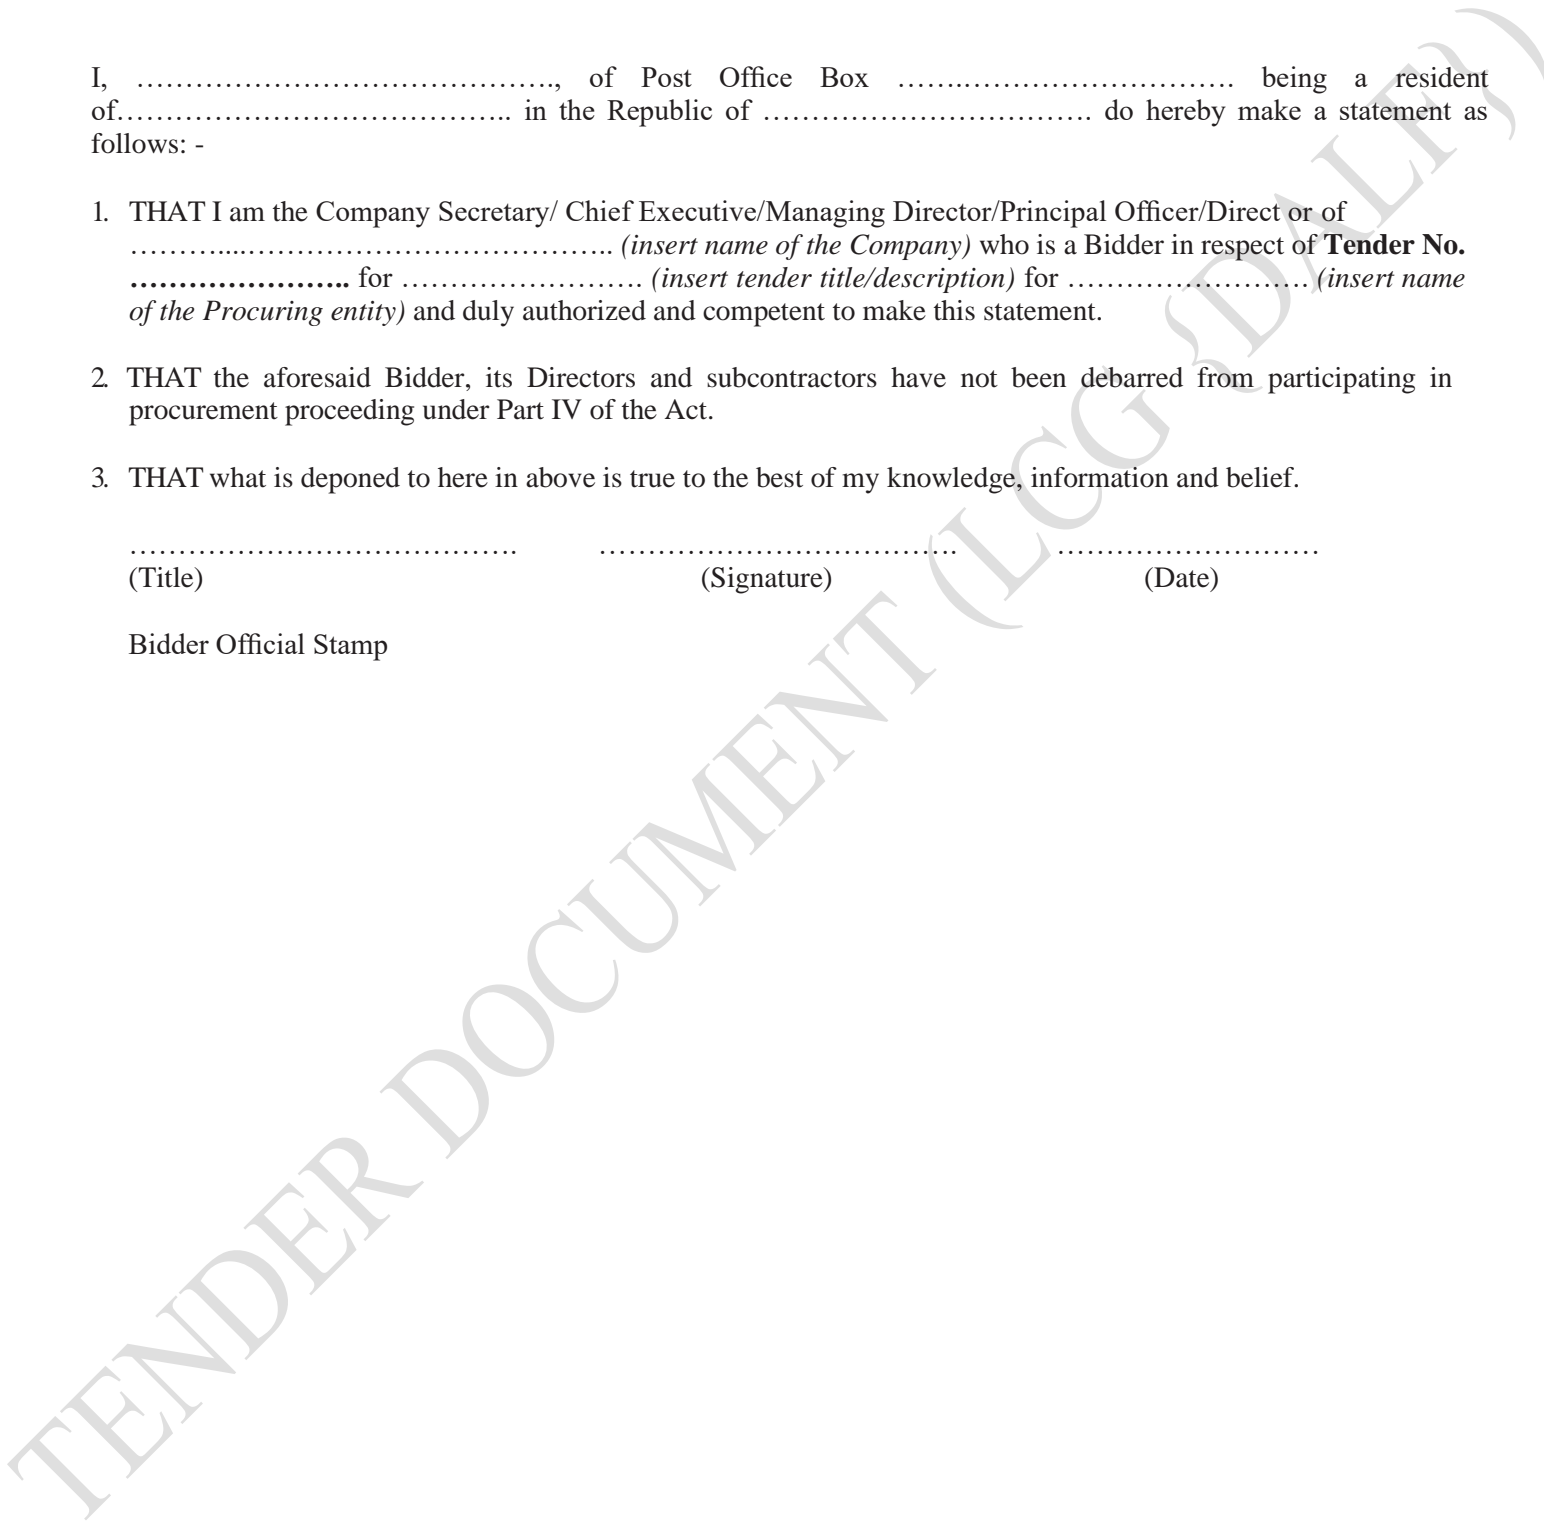 I, ……………………………………., of Post Office Box …….………………………. being a resident
of………………………………….. in the Republic of ……………………………. do hereby make a statement as
follows: -
1. THAT I am the Company Secretary/ Chief Executive/Managing Director/Principal Officer/Direct or of
………....……………………………….. (insert name of the Company) who is a Bidder in respect of Tender No.
………………….. for ……………………. (insert tender title/description) for ……………………. (insert name
of the Procuring entity) and duly authorized and competent to make this statement.
2. THAT the aforesaid Bidder, its Directors and subcontractors have not been debarred from participating in
procurement proceeding under Part IV of the Act.
3. THAT what is deponed to here in above is true to the best of my knowledge, information and belief.
…………………………………. ………………………………. ………………………
(Title) (Signature) (Date)
Bidder Official Stamp
TENDER DOCUMENT (LCG {DALF})